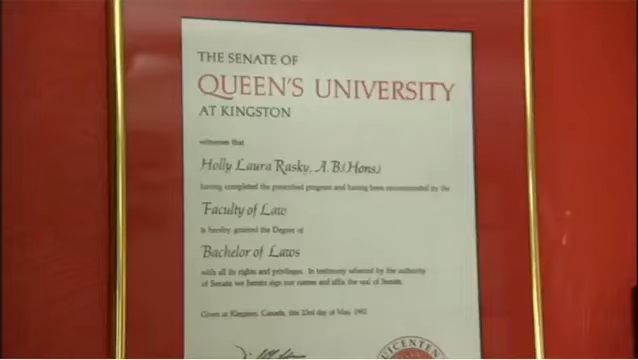 THE SENATE OF
QUEEN'S UNIVERSITY
AT KINGSTON
witnesses that
Holly Laura Rasky, A.B.(Hons.)
having completed the prescribed program and having been recommended by the
Faculty of Law
is hereby granted the Degree of
Bachelor of Laws
with all its rights and privileges. In testimony whereof by the authority
of Senate we hereto sign our names and affix the seal of Senate.
Given at Kingston, Canada, this 22nd day of May